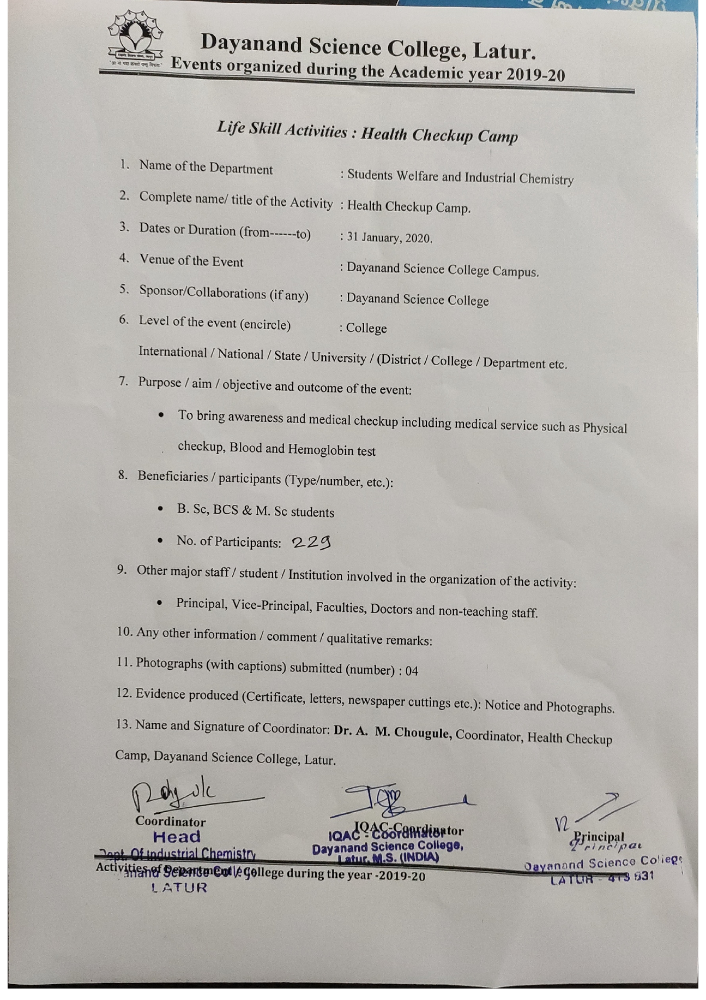 Dayanand Science College, Latur.
Events organized during the Academic year 2019-20
Life Skill Activities : Health Checkup Camp
1. Name of the Department : Students Welfare and Industrial Chemistry
2. Complete name/ title of the Activity : Health Checkup Camp.
3. Dates or Duration (from------to) : 31 January, 2020.
4. Venue of the Event : Dayanand Science College Campus.
5. Sponsor/Collaborations (if any) : Dayanand Science College
6. Level of the event (encircle) : College
International / National / State / University / (District / College / Department etc.
7. Purpose / aim / objective and outcome of the event:
• To bring awareness and medical checkup including medical service such as Physical
checkup, Blood and Hemoglobin test
8. Beneficiaries / participants (Type/number, etc.):
• B. Sc, BCS & M. Sc students
• No. of Participants: 229
9. Other major staff / student / Institution involved in the organization of the activity:
• Principal, Vice-Principal, Faculties, Doctors and non-teaching staff.
10. Any other information / comment / qualitative remarks:
11. Photographs (with captions) submitted (number) : 04
12. Evidence produced (Certificate, letters, newspaper cuttings etc.): Notice and Photographs.
13. Name and Signature of Coordinator: Dr. A. M. Chougule, Coordinator, Health Checkup
Camp, Dayanand Science College, Latur.
Coordinator IQAC-Coordinator Principal
Head IQAC - Coordinator Principal
Dept. Of Industrial Chemistry Dayanand Science College, Dayanand Science College
Latur, M.S. (INDIA) LATUR - 413 531
Activities of Department / College during the year -2019-20
Science College
LATUR